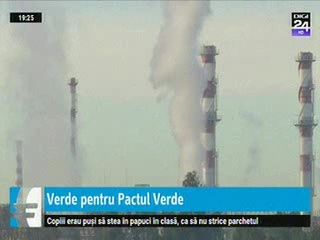 19:25
DIGI 24
HD
Verde pentru Pactul Verde
Copiii erau puși să stea în papuci în clasă, ca să nu strice parchetul